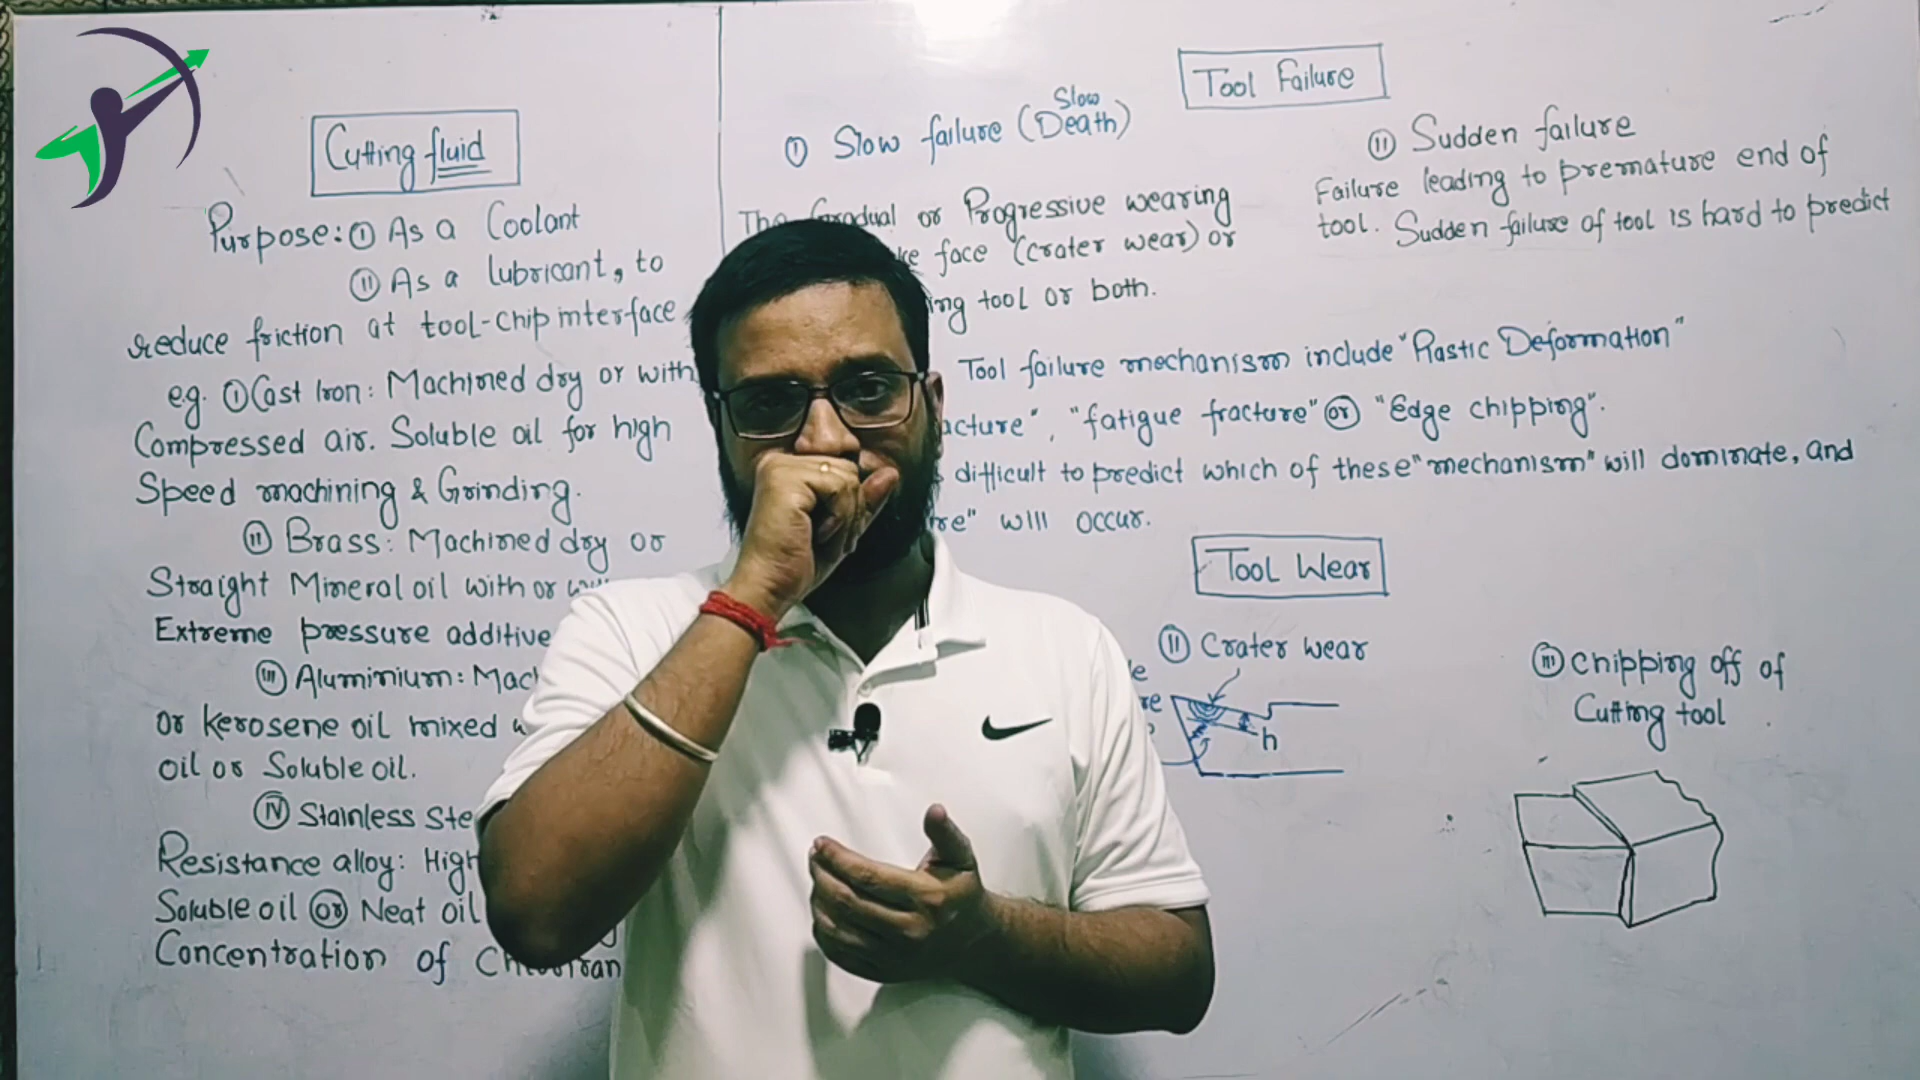 Cutting fluid
Purpose: (I) As a Coolant
(II) As a lubricant, to
reduce friction at tool-chip interface
e.g. (I) Cast Iron: Machined dry or with
Compressed air. Soluble oil for high
Speed machining & Grinding.
(II) Brass: Machined dry or
Straight Mineral oil with or
Extreme pressure additive
(III) Aluminium:
or kerosene oil mixed
oil or Soluble oil.
(IV) Stainless
Resistance alloy: High
Soluble oil (or) Neat oil
Concentration of
Tool Failure
(I) Slow failure (Slow Death)
The Gradual or Progressive wearing
face (crater wear) or
tool or both.
(II) Sudden failure
Failure leading to premature end of
tool. Sudden failure of tool is hard to predict
Tool failure mechanism include "Plastic Deformation"
"fatigue fracture" (or) "Edge chipping".
difficult to predict which of these "mechanism" will dominate, and
will occur.
Tool Wear
(II) Crater wear
h
(III) Chipping off of
Cutting tool